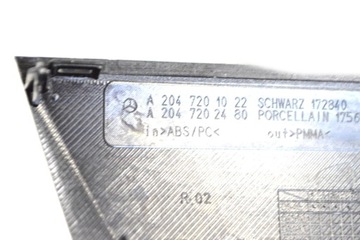 A 204 720 10 22 SCHWARZ 172840
A 204 720 24 80 PORCELLAIN 1756
in>ABS/PC< out>PMMA<
R 02